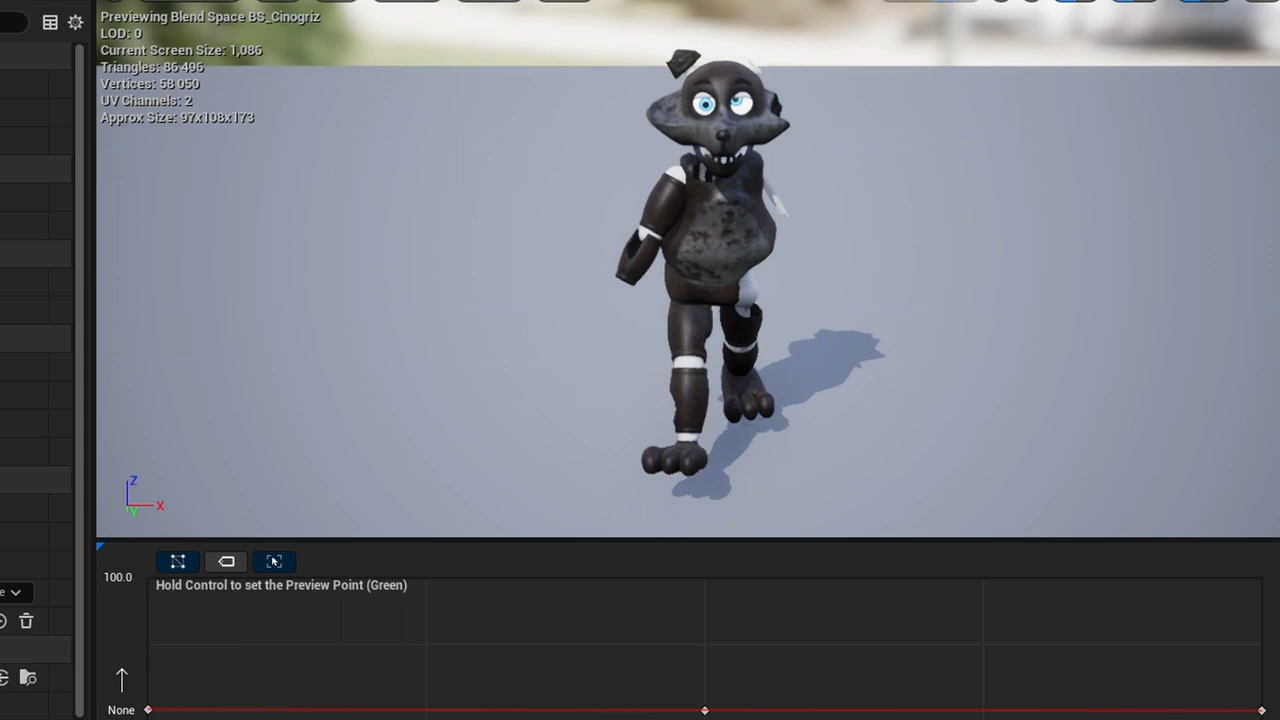 Previewing Blend Space BS_Cinogriz
LOD: 0
Current Screen Size: 1,086
Triangles: 86 496
Vertices: 58 050
UV Channels: 2
Approx Size: 97x108x173
Z
X
Y
100.0
Hold Control to set the Preview Point (Green)
None